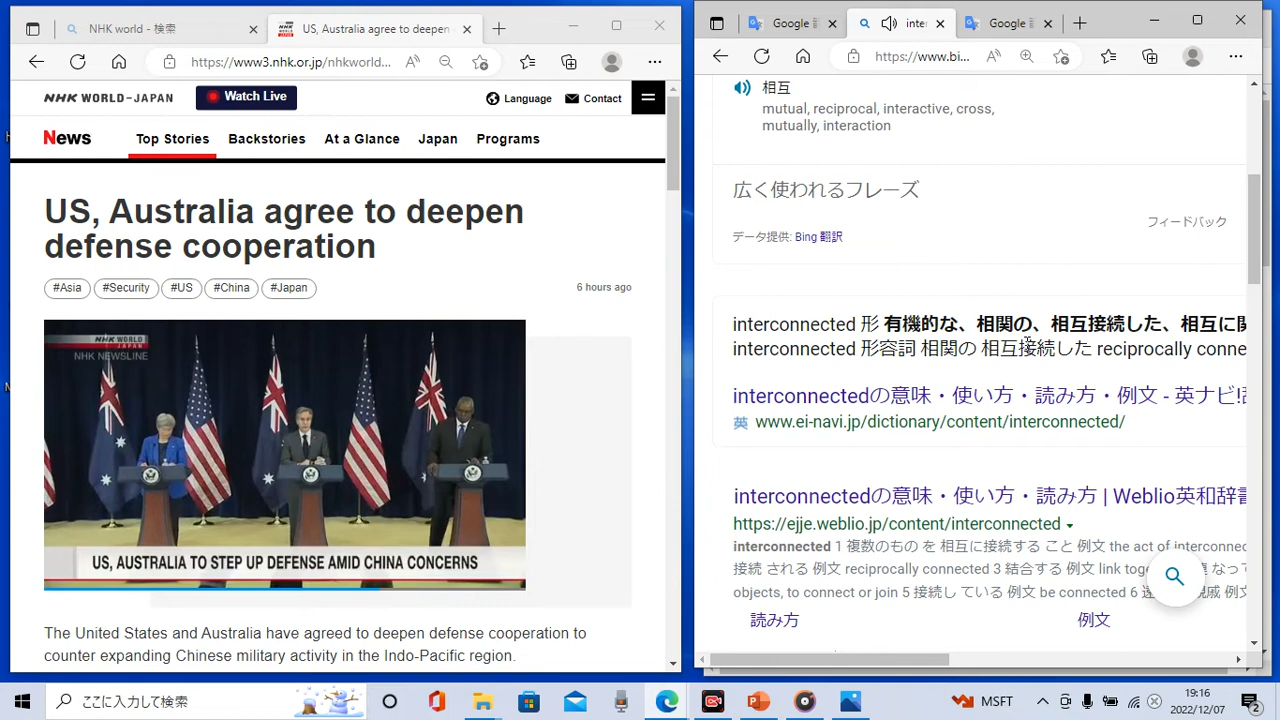 NHK world - 検索
US, Australia agree to deepen
https://www3.nhk.or.jp/nhkworld...
NHK WORLD-JAPAN
Watch Live
Language
Contact
News
Top Stories
Backstories
At a Glance
Japan
Programs
US, Australia agree to deepen
defense cooperation
#Asia
#Security
#US
#China
#Japan
6 hours ago
NHK WORLD
JAPAN
NHK NEWSLINE
US, AUSTRALIA TO STEP UP DEFENSE AMID CHINA CONCERNS
The United States and Australia have agreed to deepen defense cooperation to
counter expanding Chinese military activity in the Indo-Pacific region.
Google
inter
Google
https://www.bi...
相互
mutual, reciprocal, interactive, cross,
mutually, interaction
広く使われるフレーズ
フィードバック
データ提供: Bing 翻訳
interconnected 形 有機的な、相関の、相互接続した、相互に関
interconnected 形容詞 相関の 相互接続した reciprocally conne
interconnectedの意味・使い方・読み方・例文 - 英ナビ!辞
英 www.ei-navi.jp/dictionary/content/interconnected/
interconnectedの意味・使い方・読み方 | Weblio英和辞書
https://ejje.weblio.jp/content/interconnected
interconnected 1 複数のもの を 相互に接続する こと 例文 the act of interconnec
接続 される 例文 reciprocally connected 3 結合する 例文 link tog
objects, to connect or join 5 接続し ている 例文 be connected 6
読み方
例文
ここに入力して検索
MSFT
19:16
2022/12/07
2